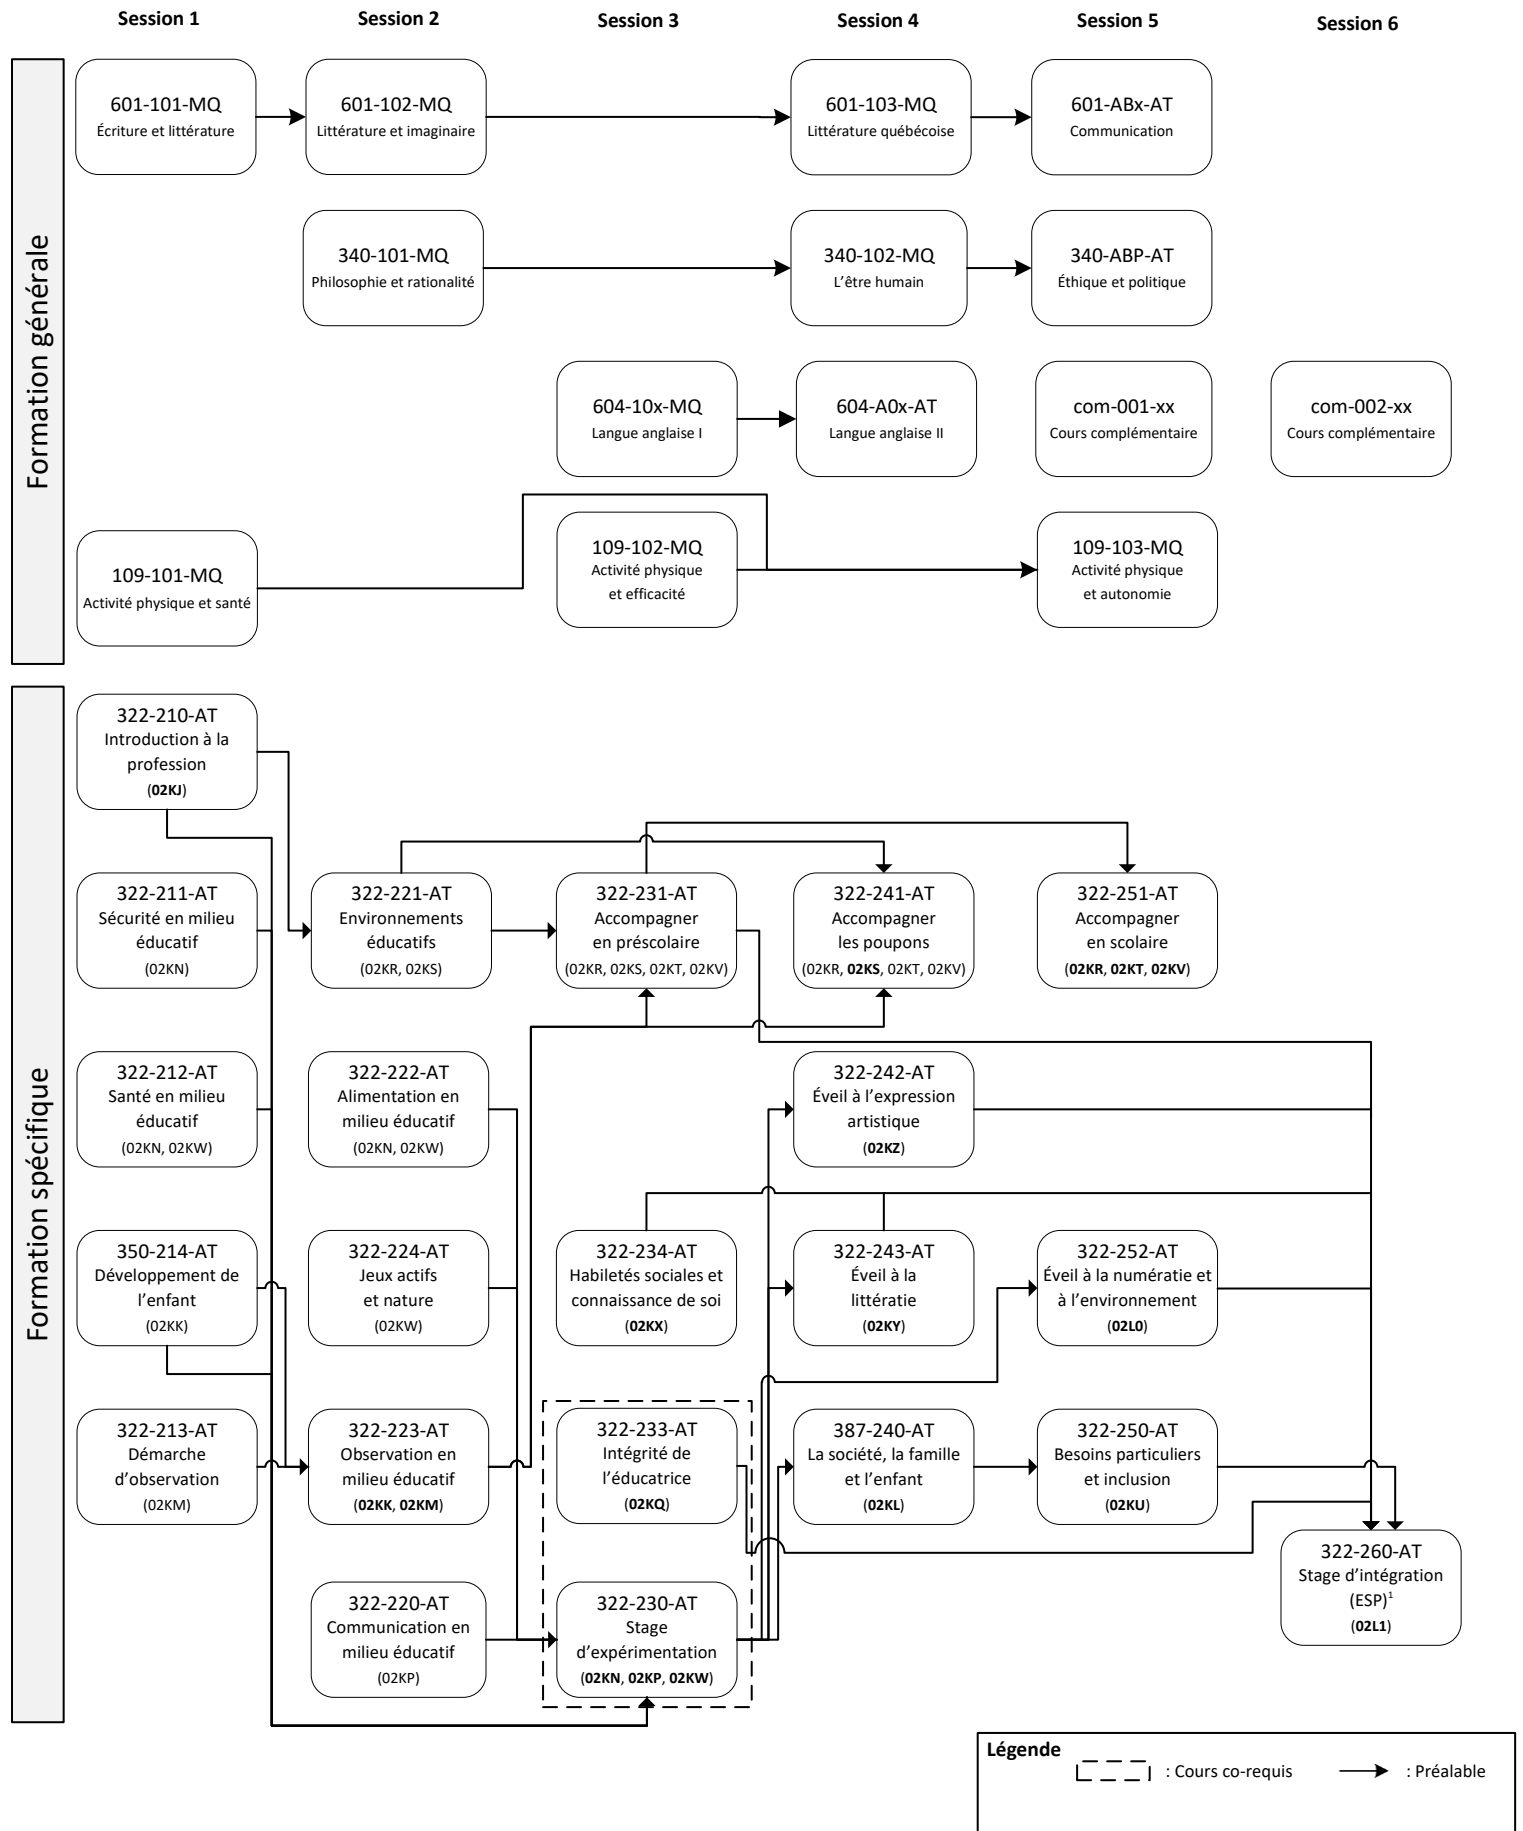 Session 1
Session 2
Session 3
Session 4
Session 5
Session 6
Formation générale
601-101-MQ
Écriture et littérature
601-102-MQ
Littérature et imaginaire
601-103-MQ
Littérature québécoise
601-ABx-AT
Communication
340-101-MQ
Philosophie et rationalité
340-102-MQ
L'être humain
340-ABP-AT
Éthique et politique
604-10x-MQ
Langue anglaise I
604-A0x-AT
Langue anglaise II
com-001-xx
Cours complémentaire
com-002-xx
Cours complémentaire
109-101-MQ
Activité physique et santé
109-102-MQ
Activité physique
et efficacité
109-103-MQ
Activité physique
et autonomie
Formation spécifique
322-210-AT
Introduction à la
profession
(02KJ)
322-211-AT
Sécurité en milieu
éducatif
(02KN)
322-221-AT
Environnements
éducatifs
(02KR, 02KS)
322-231-AT
Accompagner
en préscolaire
(02KR, 02KS, 02KT, 02KV)
322-241-AT
Accompagner
les poupons
(02KR, 02KS, 02KT, 02KV)
322-251-AT
Accompagner
en scolaire
(02KR, 02KT, 02KV)
322-212-AT
Santé en milieu
éducatif
(02KN, 02KW)
322-222-AT
Alimentation en
milieu éducatif
(02KN, 02KW)
322-242-AT
Éveil à l'expression
artistique
(02KZ)
350-214-AT
Développement de
l'enfant
(02KK)
322-224-AT
Jeux actifs
et nature
(02KW)
322-234-AT
Habiletés sociales et
connaissance de soi
(02KX)
322-243-AT
Éveil à la
littératie
(02KY)
322-252-AT
Éveil à la numératie et
à l'environnement
(02L0)
322-213-AT
Démarche
d'observation
(02KM)
322-223-AT
Observation en
milieu éducatif
(02KK, 02KM)
322-233-AT
Intégrité de
l'éducatrice
(02KQ)
387-240-AT
La société, la famille
et l'enfant
(02KL)
322-250-AT
Besoins particuliers
et inclusion
(02KU)
322-260-AT
Stage d'intégration
(ESP)1
(02L1)
322-220-AT
Communication en
milieu éducatif
(02KP)
322-230-AT
Stage
d'expérimentation
(02KN, 02KP, 02KW)
Légende
: Cours co-requis
: Préalable